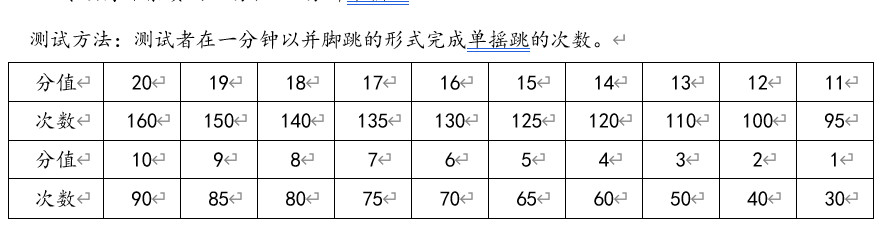 测试方法：测试者在一分钟以并脚跳的形式完成单摇跳的次数。
分值 20 19 18 17 16 15 14 13 12 11
次数 160 150 140 135 130 125 120 110 100 95
分值 10 9 8 7 6 5 4 3 2 1
次数 90 85 80 75 70 65 60 50 40 30